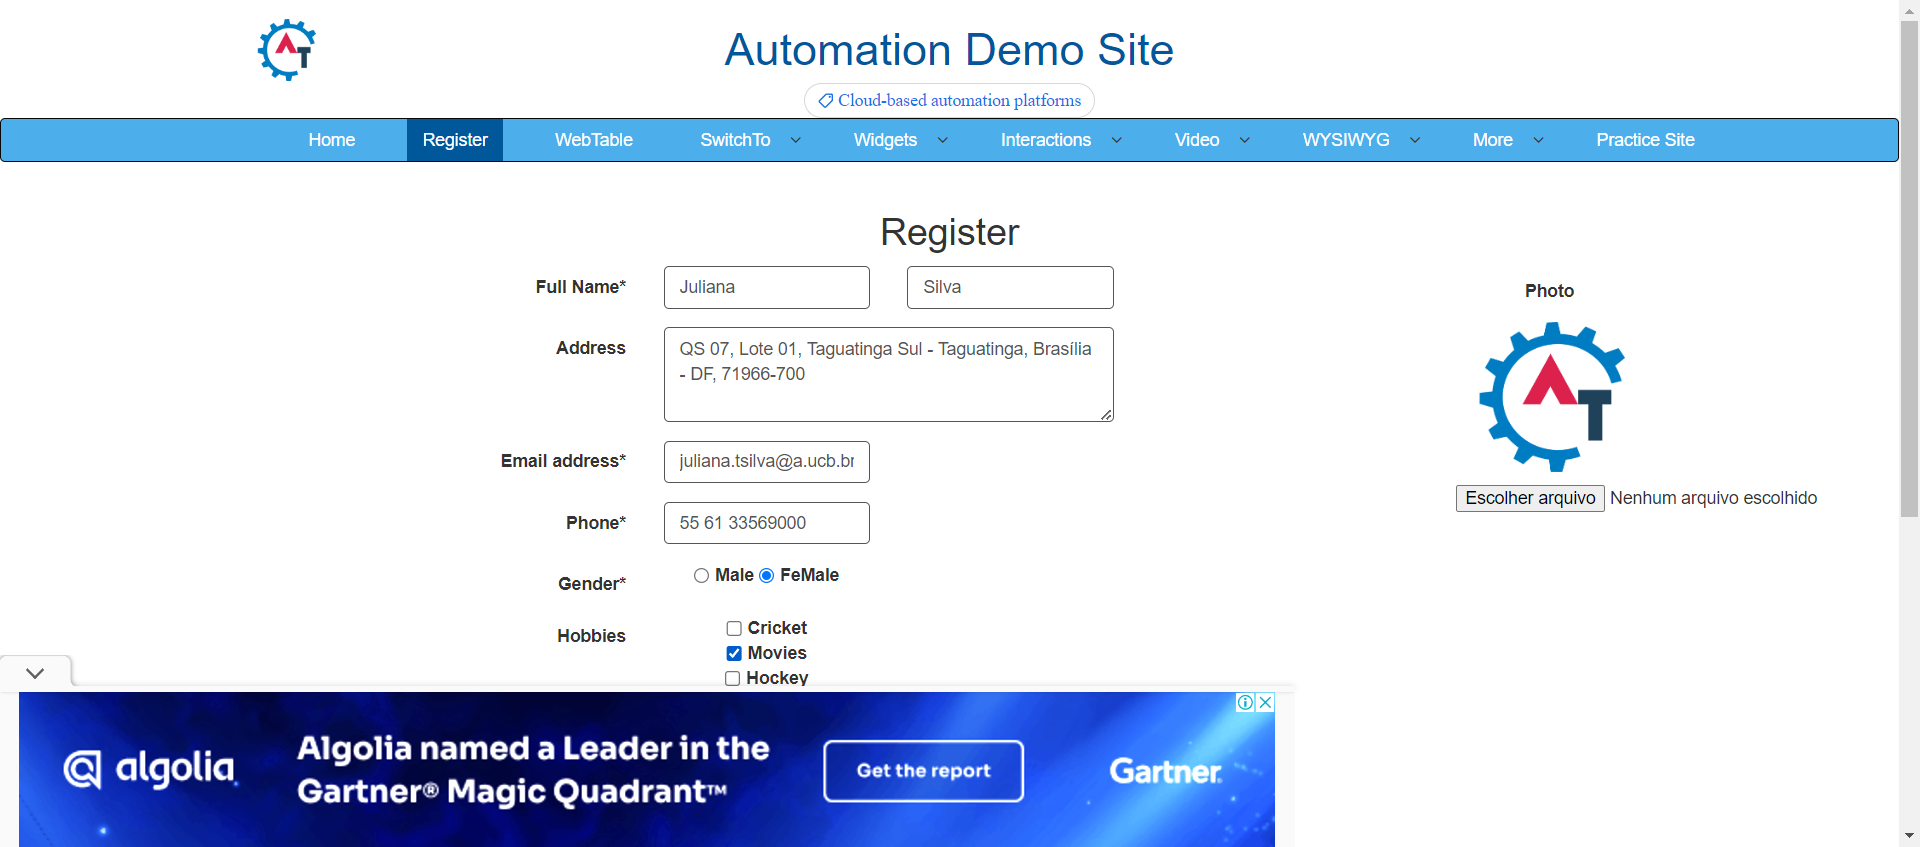 AT
Automation Demo Site
Cloud-based automation platforms
Home Register WebTable SwitchTo Widgets Interactions Video WYSIWYG More Practice Site
Register
Full Name* Juliana Silva
Photo
Address QS 07, Lote 01, Taguatinga Sul - Taguatinga, Brasília
- DF, 71966-700
AT
Email address* juliana.tsilva@a.ucb.br
Escolher arquivo Nenhum arquivo escolhido
Phone* 55 61 33569000
Gender* Male FeMale
Hobbies Cricket
Movies
Hockey
algolia
Algolia named a Leader in the
Gartner® Magic Quadrant™
Get the report
Gartner